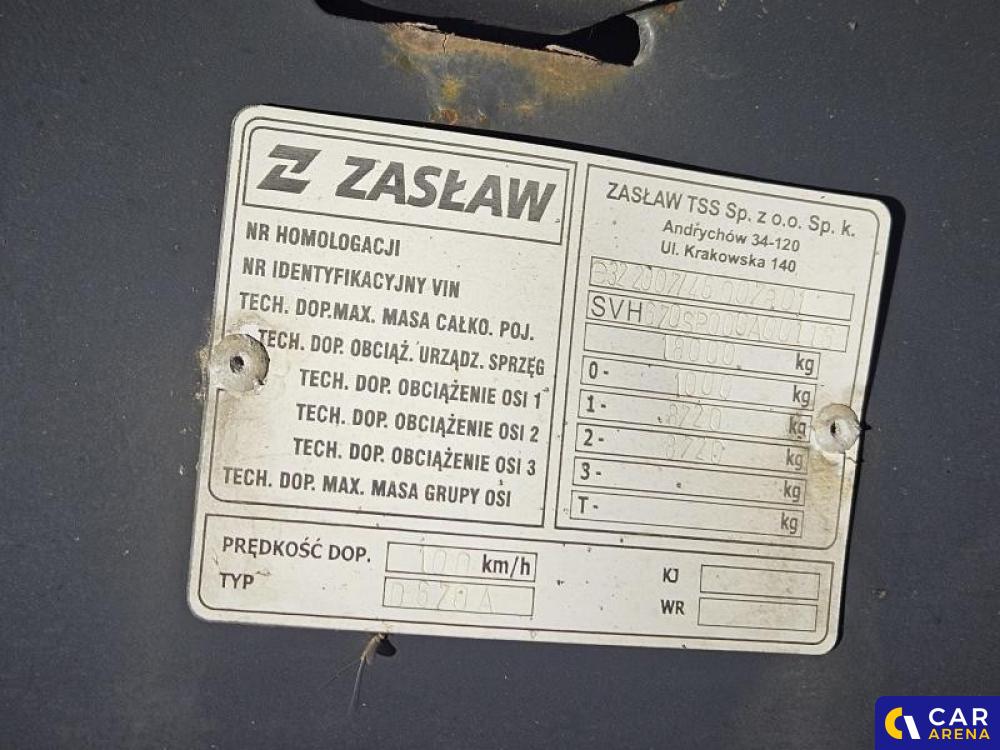 Z ZASŁAW
NR HOMOLOGACJI
NR IDENTYFIKACYJNY VIN
TECH. DOP.MAX. MASA CAŁKO. POJ.
TECH. DOP. OBCIĄŻ. URZĄDZ. SPRZĘG
TECH. DOP. OBCIĄŻENIE OSI 1
TECH. DOP. OBCIĄŻENIE OSI 2
TECH. DOP. OBCIĄŻENIE OSI 3
TECH. DOP. MAX. MASA GRUPY OSI
ZASŁAW TSS Sp. z o.o. Sp. k.
Andrychów 34-120
Ul. Krakowska 140
18000 kg
0- 1000 kg
1- 8720 kg
2- 8720 kg
3- kg
T- kg
PRĘDKOŚĆ DOP. 100 km/h
TYP D 670 A
KJ
WR
CAR
ARENA